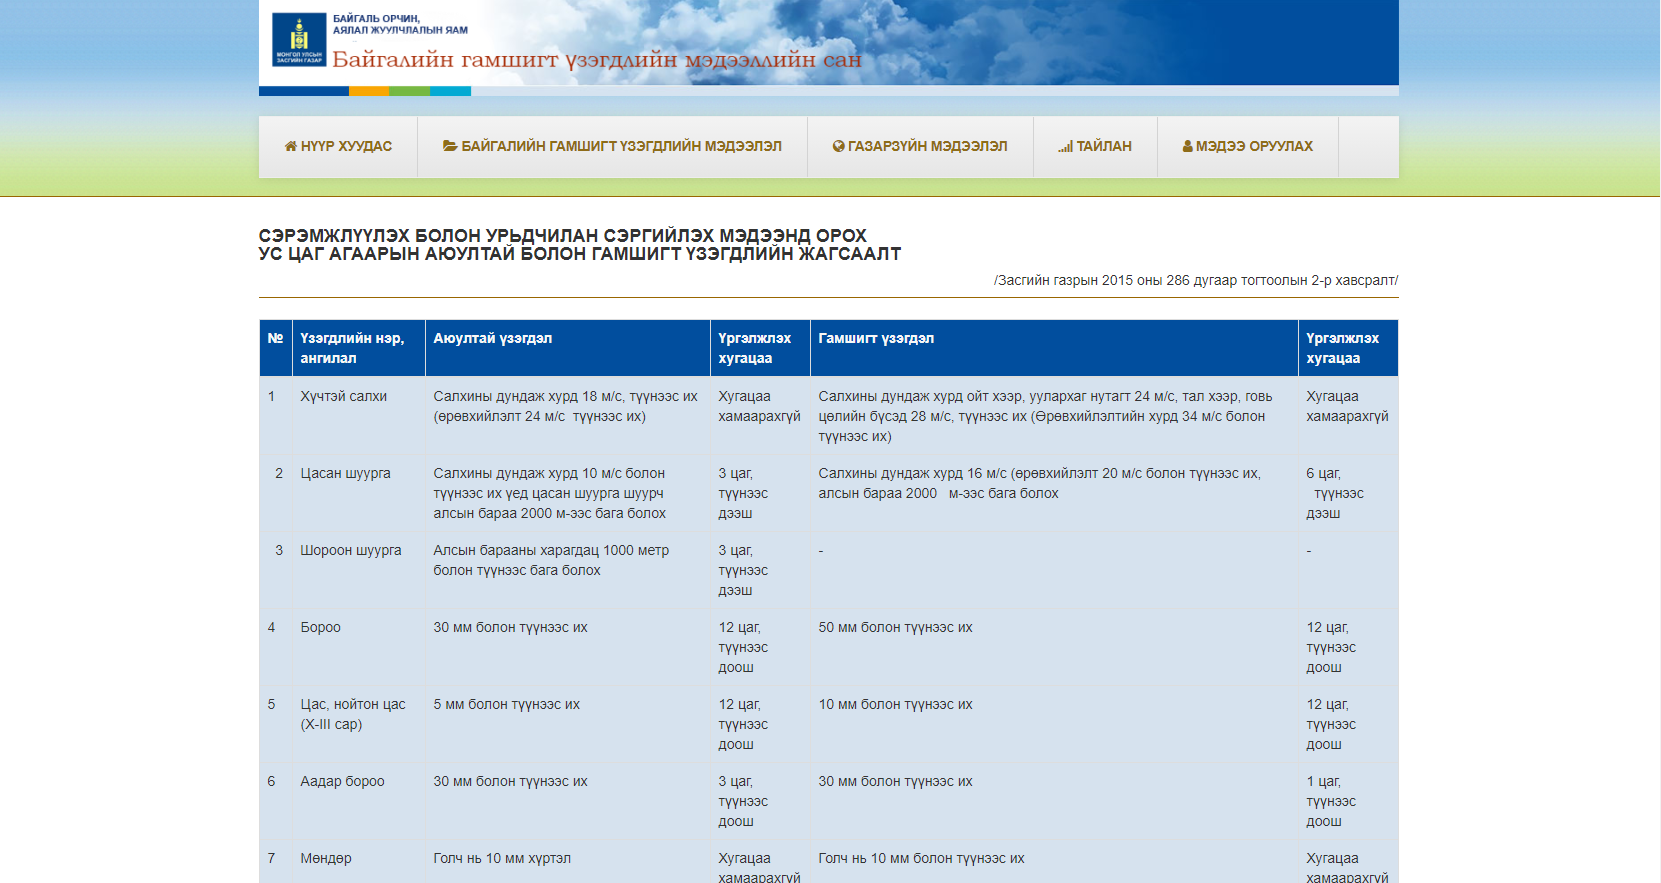 БАЙГАЛЬ ОРЧИН,
АЯЛАЛ ЖУУЛЧЛАЛЫН ЯАМ
МОНГОЛ УЛСЫН
ЗАСГИЙН ГАЗАР
Байгалийн гамшигт үзэгдлийн мэдээллийн сан
НҮҮР ХУУДАС
БАЙГАЛИЙН ГАМШИГТ ҮЗЭГДЛИЙН МЭДЭЭЛЭЛ
ГАЗАРЗҮЙН МЭДЭЭЛЭЛ
ТАЙЛАН
МЭДЭЭ ОРУУЛАХ
СЭРЭМЖЛҮҮЛЭХ БОЛОН УРЬДЧИЛАН СЭРГИЙЛЭХ МЭДЭЭНД ОРОХ
УС ЦАГ АГААРЫН АЮУЛТАЙ БОЛОН ГАМШИГТ ҮЗЭГДЛИЙН ЖАГСААЛТ
/Засгийн газрын 2015 оны 286 дугаар тогтоолын 2-р хавсралт/
№
Үзэгдлийн нэр,
ангилал
Аюултай үзэгдэл
Үргэлжлэх
хугацаа
Гамшигт үзэгдэл
Үргэлжлэх
хугацаа
1
Хүчтэй салхи
Салхины дундаж хурд 18 м/с, түүнээс их
(өрөвхийлэлт 24 м/с түүнээс их)
Хугацаа
хамаарахгүй
Салхины дундаж хурд ойт хээр, уулархаг нутагт 24 м/с, тал хээр, говь
цөлийн бүсэд 28 м/с, түүнээс их (Өрөвхийлэлтийн хурд 34 м/с болон
түүнээс их)
Хугацаа
хамаарахгүй
2
Цасан шуурга
Салхины дундаж хурд 10 м/с болон
түүнээс их үед цасан шуурга шуурч
алсын бараа 2000 м-ээс бага болох
3 цаг,
түүнээс
дээш
Салхины дундаж хурд 16 м/с (өрөвхийлэлт 20 м/с болон түүнээс их,
алсын бараа 2000 м-ээс бага болох
6 цаг,
түүнээс
дээш
3
Шороон шуурга
Алсын барааны харагдац 1000 метр
болон түүнээс бага болох
3 цаг,
түүнээс
дээш
-
-
4
Бороо
30 мм болон түүнээс их
12 цаг,
түүнээс
доош
50 мм болон түүнээс их
12 цаг,
түүнээс
доош
5
Цас, нойтон цас
(X-III сар)
5 мм болон түүнээс их
12 цаг,
түүнээс
доош
10 мм болон түүнээс их
12 цаг,
түүнээс
доош
6
Аадар бороо
30 мм болон түүнээс их
3 цаг,
түүнээс
доош
30 мм болон түүнээс их
1 цаг,
түүнээс
доош
7
Мөндөр
Голч нь 10 мм хүртэл
Хугацаа
хамаарахгүй
Голч нь 10 мм болон түүнээс их
Хугацаа
хамаарахгүй